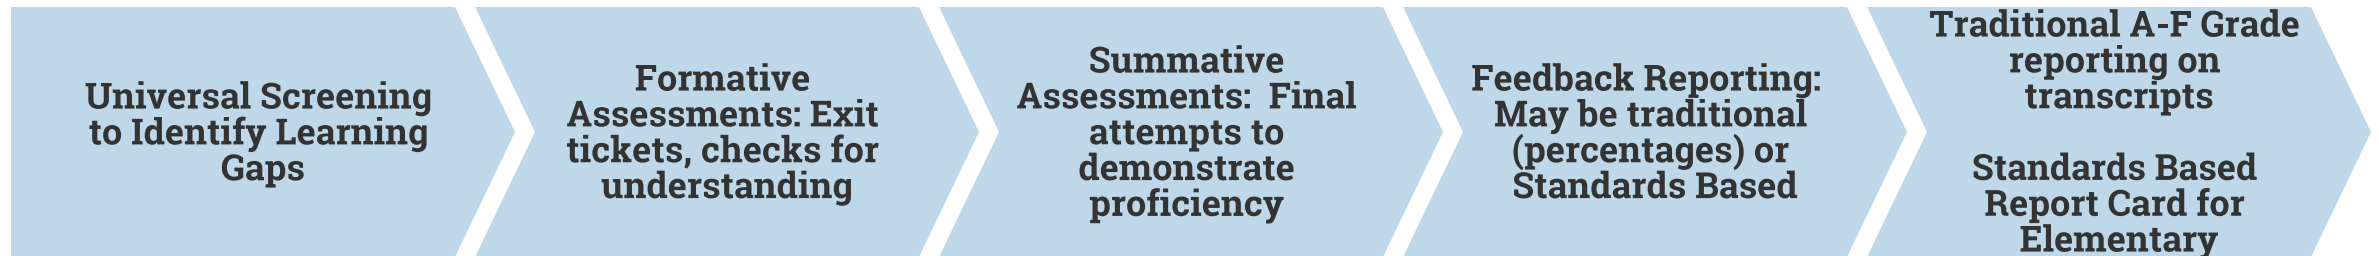 Universal Screening
to Identify Learning
Gaps
Formative
Assessments: Exit
tickets, checks for
understanding
Summative
Assessments:  Final
attempts to
demonstrate
proficiency
Feedback Reporting:
May be traditional
(percentages) or
Standards Based
Traditional A-F Grade
reporting on
transcripts
Standards Based
Report Card for
Elementary